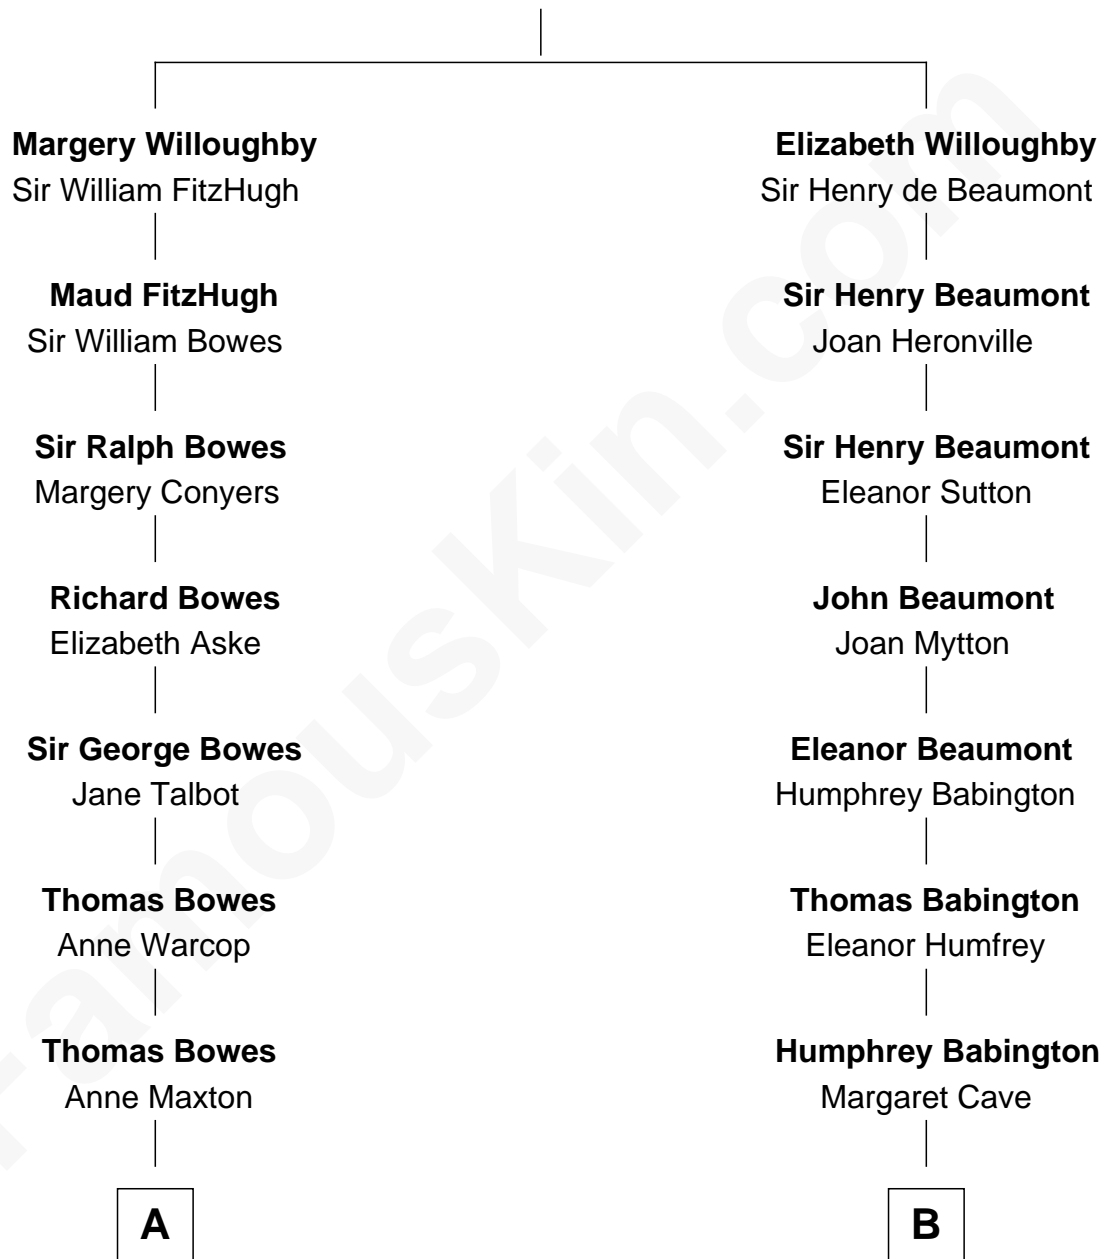 Margery Willoughby
Sir William FitzHugh
Maud FitzHugh
Sir William Bowes
Sir Ralph Bowes
Margery Conyers
Richard Bowes
Elizabeth Aske
Sir George Bowes
Jane Talbot
Thomas Bowes
Anne Warcop
Thomas Bowes
Anne Maxton
A
Elizabeth Willoughby
Sir Henry de Beaumont
Sir Henry Beaumont
Joan Heronville
Sir Henry Beaumont
Eleanor Sutton
John Beaumont
Joan Mytton
Eleanor Beaumont
Humphrey Babington
Thomas Babington
Eleanor Humfrey
Humphrey Babington
Margaret Cave
B
FamousKin.com